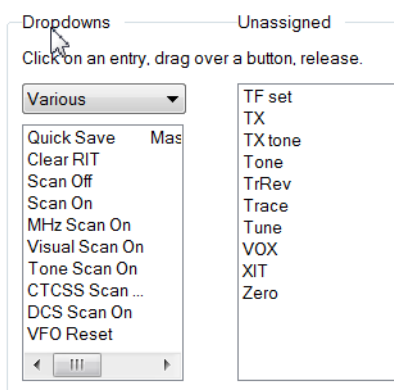 Dropdowns
Unassigned
Click on an entry, drag over a button, release.
Various
Quick Save Mas
Clear RIT
Scan Off
Scan On
MHz Scan On
Visual Scan On
Tone Scan On
CTCSS Scan ...
DCS Scan On
VFO Reset
TF set
TX
TX tone
Tone
TrRev
Trace
Tune
VOX
XIT
Zero